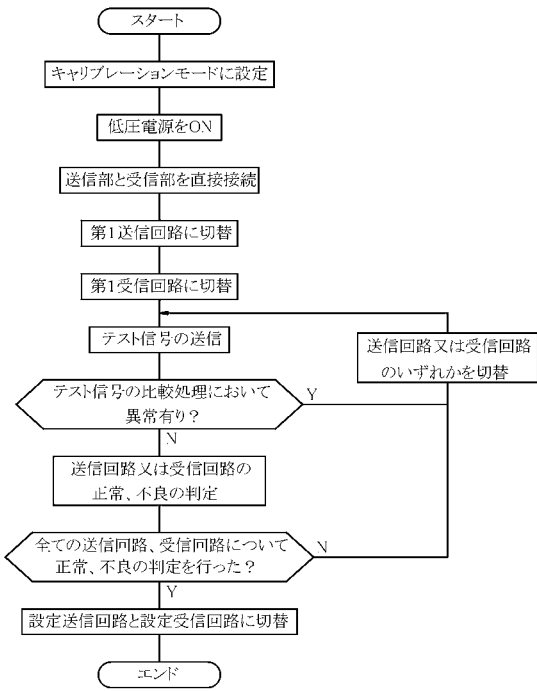 スタート
キャリブレーションモードに設定
低圧電源をON
送信部と受信部を直接接続
第1送信回路に切替
第1受信回路に切替
テスト信号の送信
送信回路又は受信回路
のいずれかを切替
テスト信号の比較処理において
異常有り?
Y
N
送信回路又は受信回路の
正常、不良の判定
全ての送信回路、受信回路について
正常、不良の判定を行った?
N
Y
設定送信回路と設定受信回路に切替
エンド